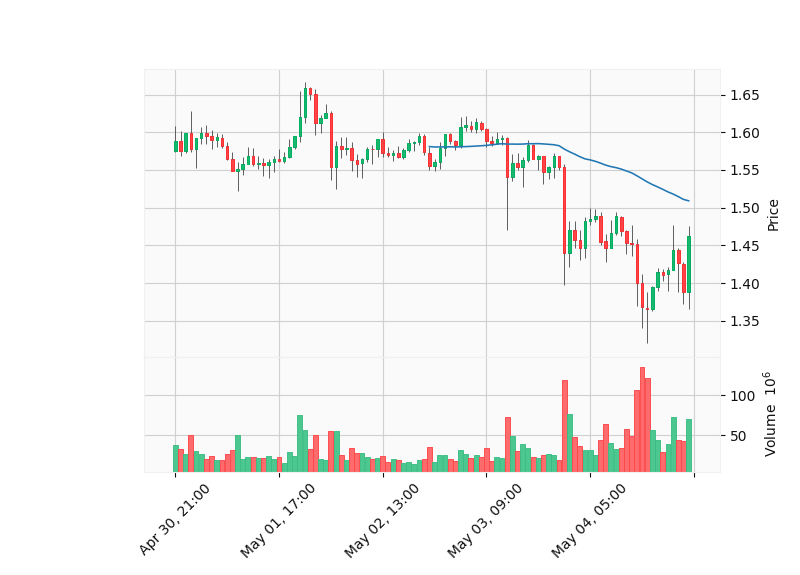 1.65
1.60
1.55
1.50
1.45
1.40
1.35
Price
100
50
Volume 10⁶
Apr 30, 21:00
May 01, 17:00
May 02, 13:00
May 03, 09:00
May 04, 05:00